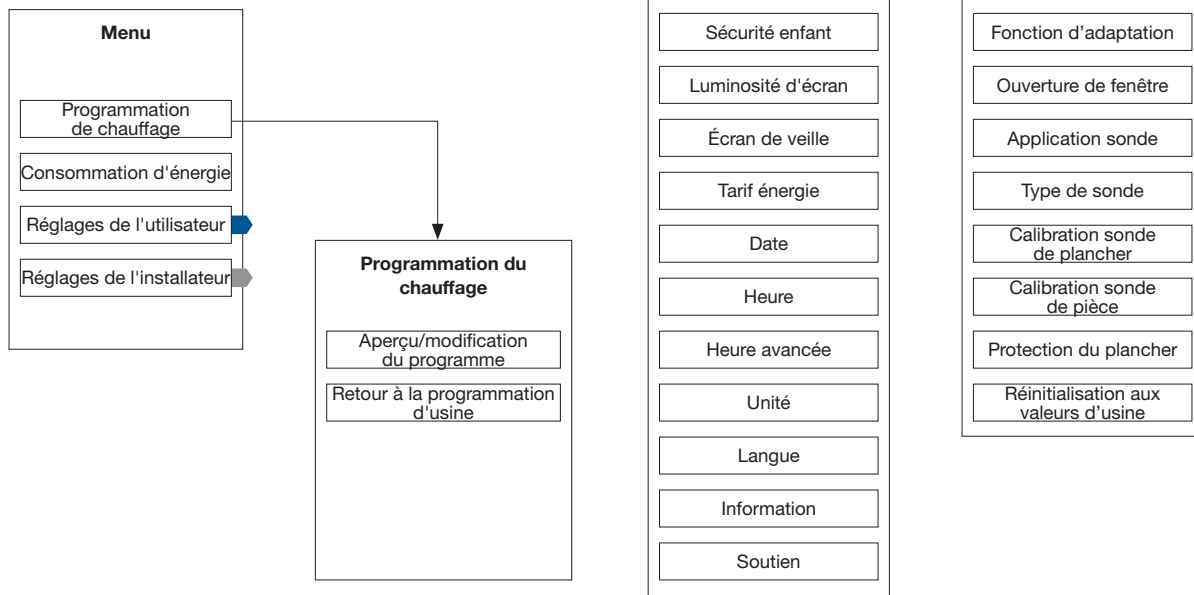 Menu
Programmation
de chauffage
Consommation d'énergie
Réglages de l'utilisateur
Réglages de l'installateur
Programmation du
chauffage
Aperçu/modification
du programme
Retour à la programmation
d'usine
Sécurité enfant
Luminosité d'écran
Écran de veille
Tarif énergie
Date
Heure
Heure avancée
Unité
Langue
Information
Soutien
Fonction d’adaptation
Ouverture de fenêtre
Application sonde
Type de sonde
Calibration sonde
de plancher
Calibration sonde
de pièce
Protection du plancher
Réinitialisation aux
valeurs d’usine